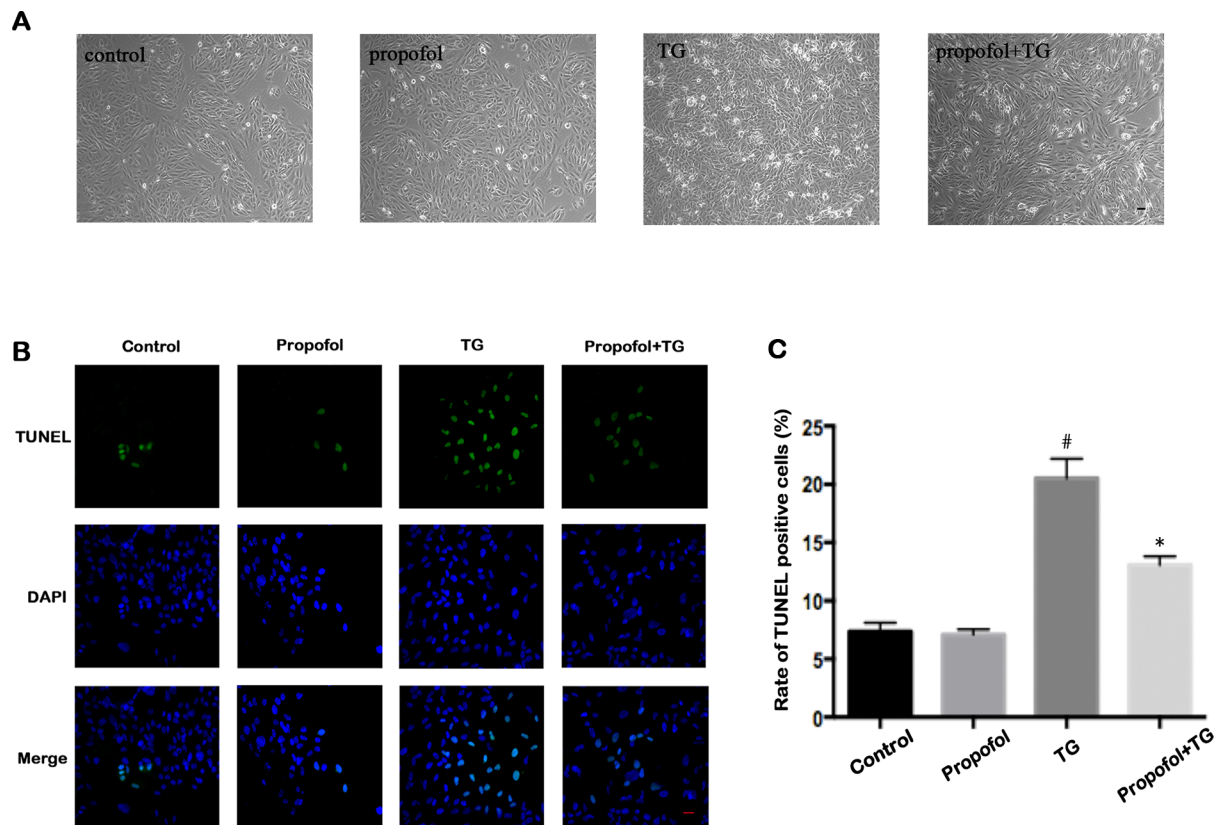 A
control
propofol
TG
propofol+TG
B
Control
Propofol
TG
Propofol+TG
TUNEL
DAPI
Merge
C
Rate of TUNEL positive cells (%)
25
20
15
10
5
0
#
*
Control
Propofol
TG
Propofol+TG